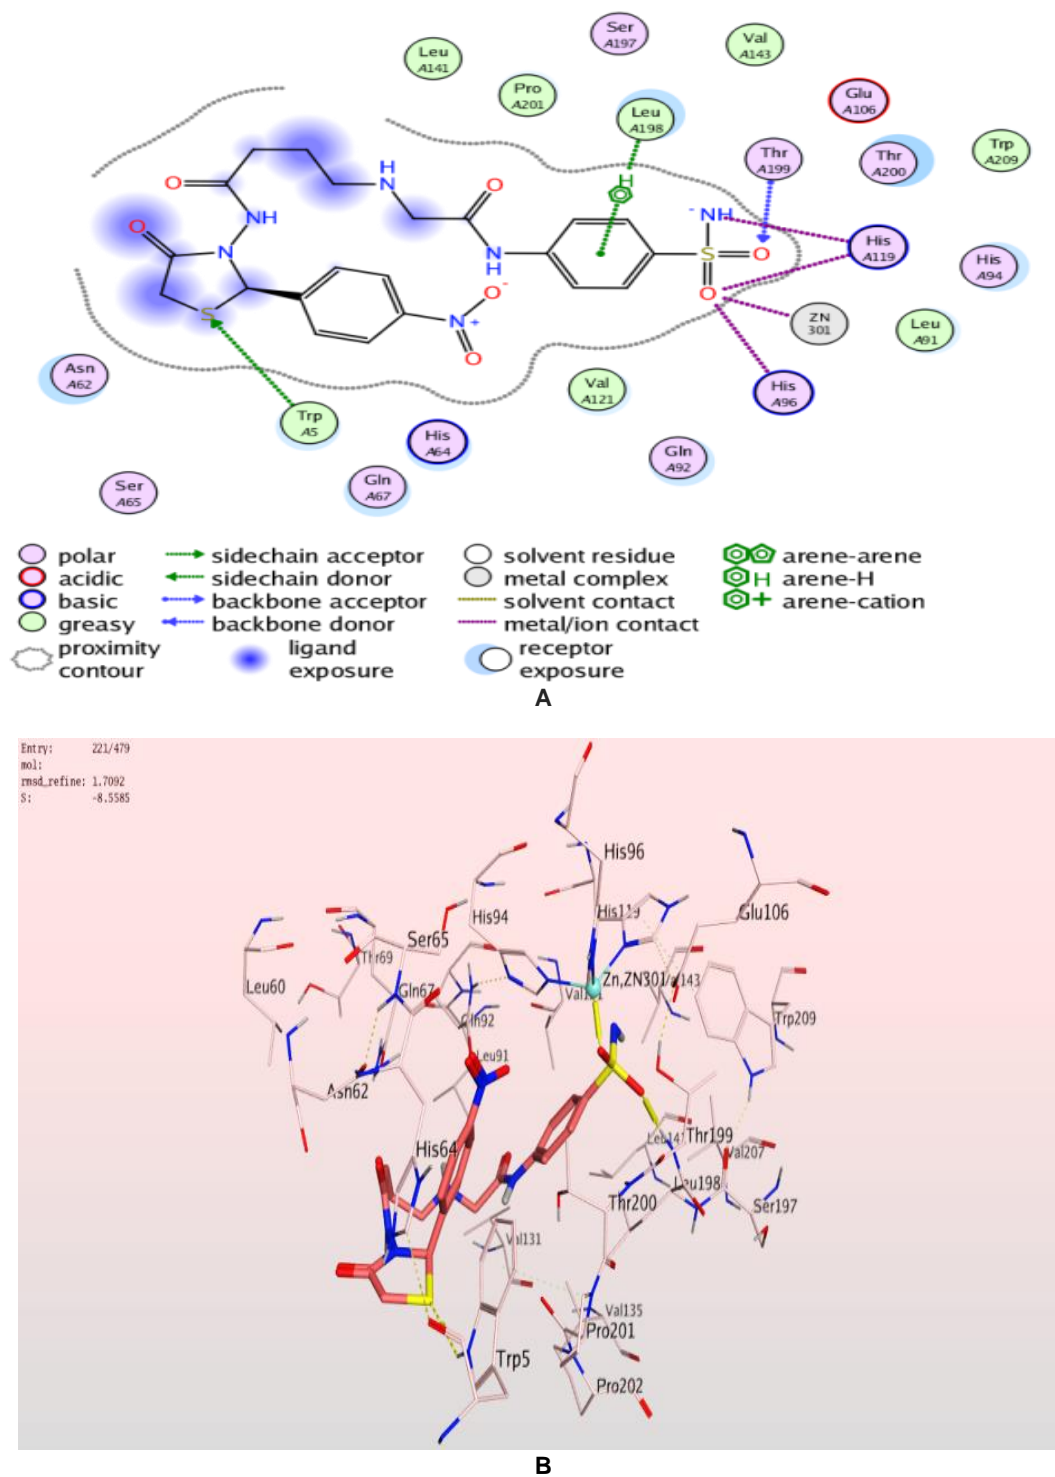 Ser
A197
Leu
A141
Val
A143
Pro
A201
Glu
A106
Leu
A198
Thr
A199
Thr
A200
Trp
A209
H
N
O
O
H
O
NH
-NH
His
A119
O
N
N
H
S
O
His
A94
O-
O
ZN
301
S
N+
Leu
A91
O
Asn
A62
Val
A121
His
A96
Trp
A5
His
A64
Gln
A92
Ser
A65
Gln
A67
polar sidechain acceptor solvent residue arene-arene
acidic sidechain donor metal complex H arene-H
basic backbone acceptor solvent contact + arene-cation
greasy backbone donor metal/ion contact
proximity contour ligand exposure receptor exposure
A
Entry: 221/479
mol:
rmsd_refine: 1.7092
S: -8.5585
His96
His119
Glu106
His94
Ser65
Thr69
Leu60
Gln67
Zn,ZN301
Gln92
Trp209
Leu91
Asn62
Thr199
His64
Val207
Leu198
Thr200
Ser197
Val131
Val135
Pro201
Trp5
Pro202
B